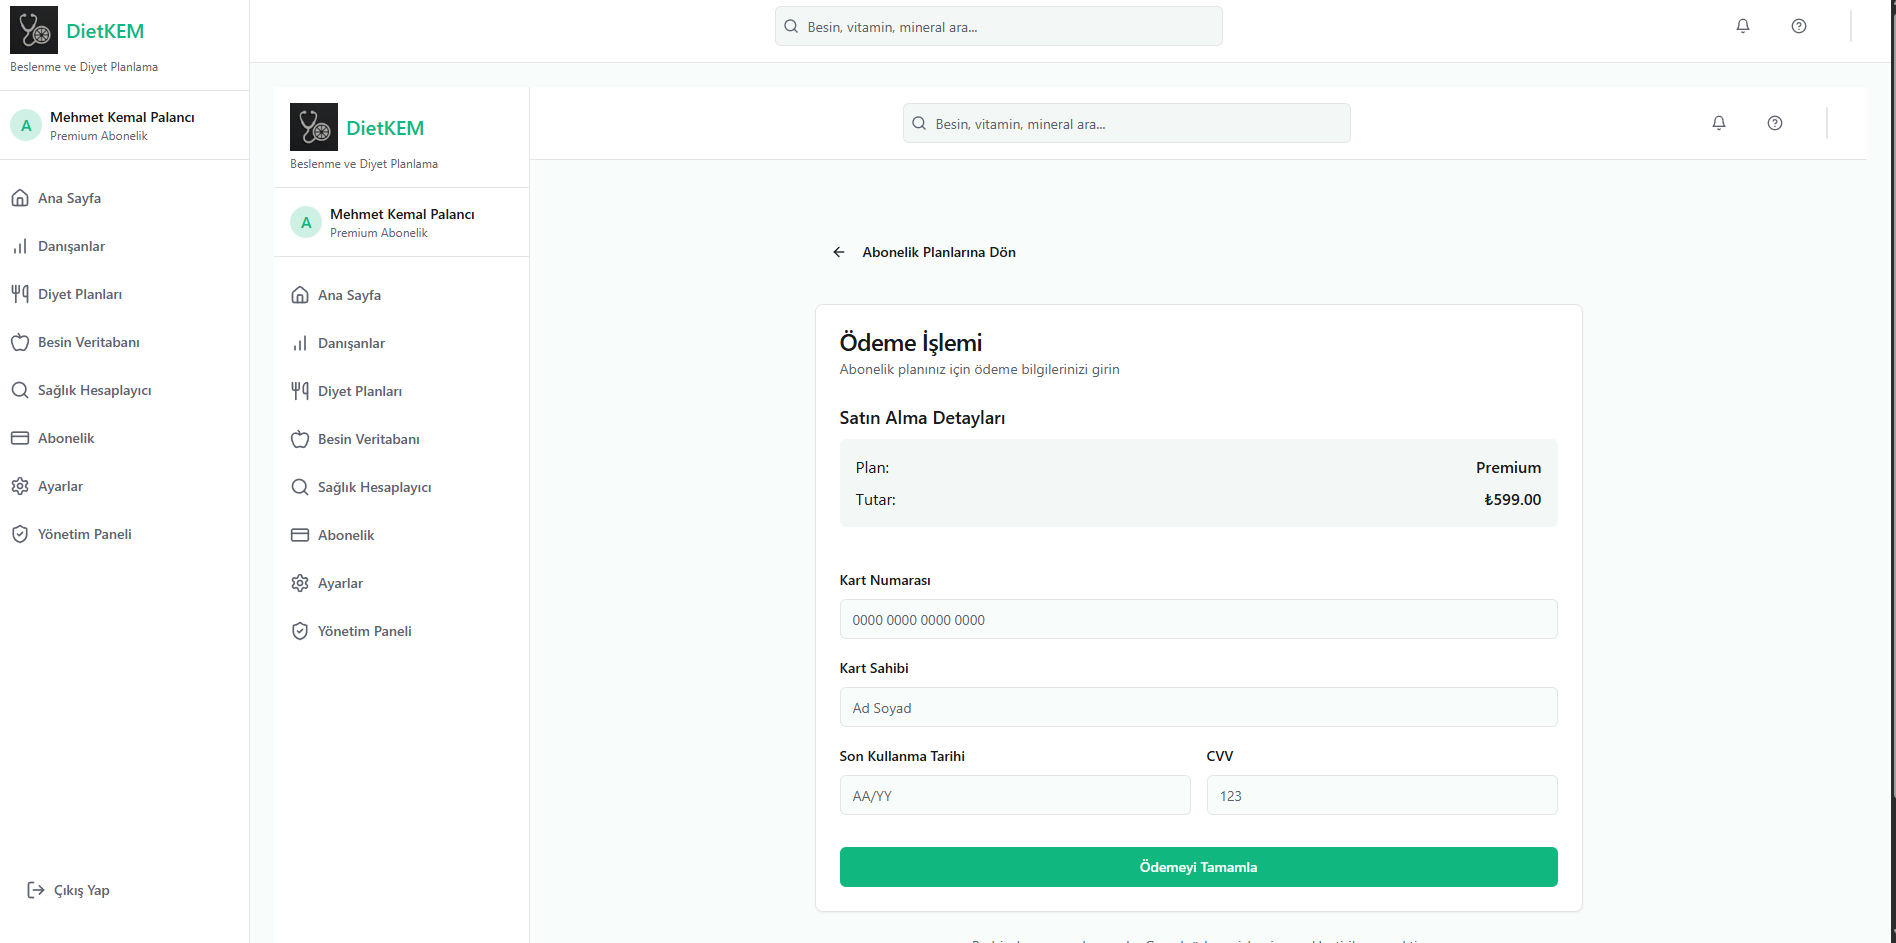 DietKEM
Beslenme ve Diyet Planlama
A
Mehmet Kemal Palancı
Premium Abonelik
Ana Sayfa
Danışanlar
Diyet Planları
Besin Veritabanı
Sağlık Hesaplayıcı
Abonelik
Ayarlar
Yönetim Paneli
Çıkış Yap
Besin, vitamin, mineral ara...
DietKEM
Beslenme ve Diyet Planlama
A
Mehmet Kemal Palancı
Premium Abonelik
Ana Sayfa
Danışanlar
Diyet Planları
Besin Veritabanı
Sağlık Hesaplayıcı
Abonelik
Ayarlar
Yönetim Paneli
Besin, vitamin, mineral ara...
Abonelik Planlarına Dön
Ödeme İşlemi
Abonelik planınız için ödeme bilgilerinizi girin
Satın Alma Detayları
Plan: Premium
Tutar: ₺599.00
Kart Numarası
0000 0000 0000 0000
Kart Sahibi
Ad Soyad
Son Kullanma Tarihi CVV
AA/YY 123
Ödemeyi Tamamla